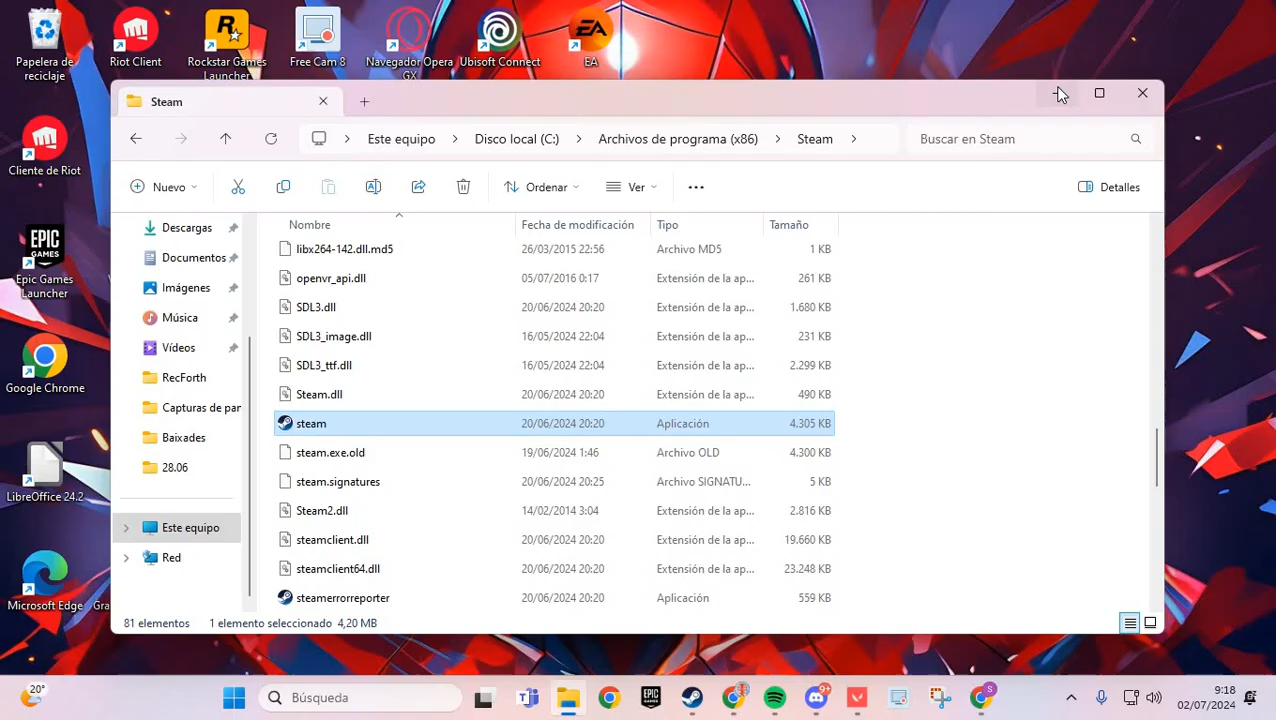 Papelera de
reciclaje
Riot Client
Rockstar Games
Launcher
Free Cam 8
Navegador Opera
GX
Ubisoft Connect
EA
EA
Cliente de Riot
EPIC
GAMES
Epic Games
Launcher
Google Chrome
LibreOffice 24.2
Microsoft Edge
Gra
Steam
Este equipo
Disco local (C:)
Archivos de programa (x86)
Steam
Buscar en Steam
Nuevo
Ordenar
Ver
Detalles
Descargas
Documentos
Imágenes
Música
Vídeos
RecForth
Capturas de par
Baixades
28.06
Este equipo
Red
Nombre Fecha de modificación Tipo Tamaño
libx264-142.dll.md5 26/03/2015 22:56 Archivo MD5 1 KB
openvr_api.dll 05/07/2016 0:17 Extensión de la ap... 261 KB
SDL3.dll 20/06/2024 20:20 Extensión de la ap... 1.680 KB
SDL3_image.dll 16/05/2024 22:04 Extensión de la ap... 231 KB
SDL3_ttf.dll 16/05/2024 22:04 Extensión de la ap... 2.299 KB
Steam.dll 20/06/2024 20:20 Extensión de la ap... 490 KB
steam 20/06/2024 20:20 Aplicación 4.305 KB
steam.exe.old 19/06/2024 1:46 Archivo OLD 4.300 KB
steam.signatures 20/06/2024 20:25 Archivo SIGNATU... 5 KB
Steam2.dll 14/02/2014 3:04 Extensión de la ap... 2.816 KB
steamclient.dll 20/06/2024 20:20 Extensión de la ap... 19.660 KB
steamclient64.dll 20/06/2024 20:20 Extensión de la ap... 23.248 KB
steamerrorreporter 20/06/2024 20:20 Aplicación 559 KB
81 elementos 1 elemento seleccionado 4,20 MB
20°
Búsqueda
EPIC
9+
S
9:18
02/07/2024